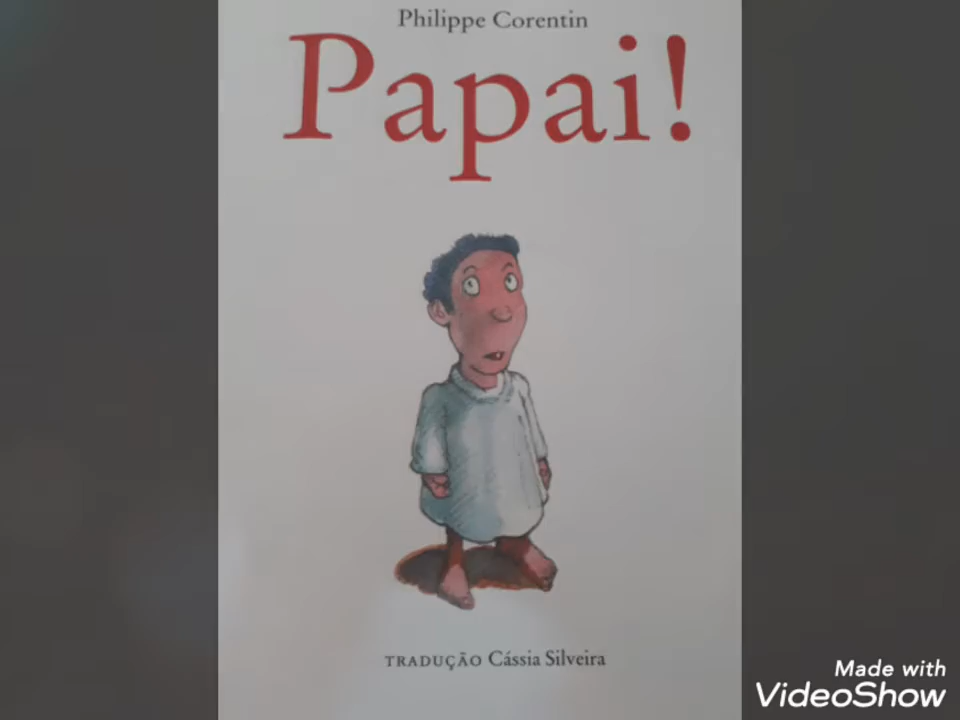 Philippe Corentin
Papai!
TRADUÇÃO Cássia Silveira
Made with
VideoShow